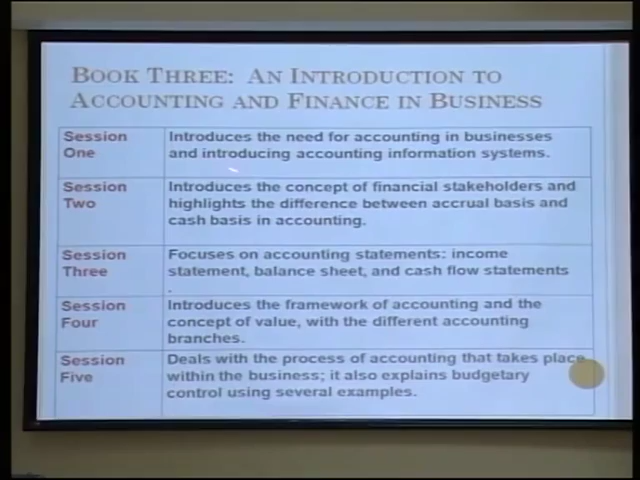 BOOK THREE: AN INTRODUCTION TO
ACCOUNTING AND FINANCE IN BUSINESS
Session
One
Introduces the need for accounting in businesses
and introducing accounting information systems.
Session
Two
Introduces the concept of financial stakeholders and
highlights the difference between accrual basis and
cash basis in accounting.
Session
Three
Focuses on accounting statements: income
statement, balance sheet, and cash flow statements
.
Session
Four
Introduces the framework of accounting and the
concept of value, with the different accounting
branches.
Session
Five
Deals with the process of accounting that takes place
within the business; it also explains budgetary
control using several examples.